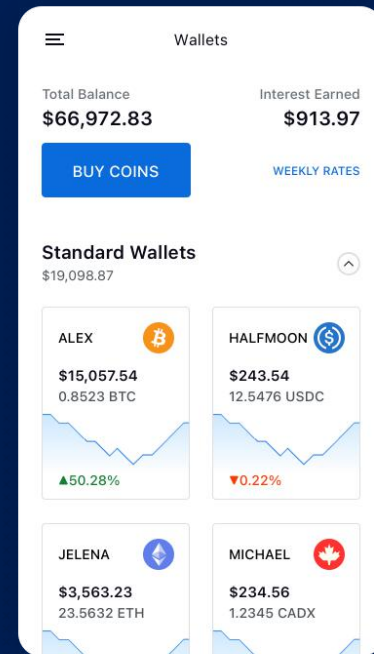 Wallets
Total Balance
Interest Earned
$66,972.83
$913.97
BUY COINS
WEEKLY RATES
Standard Wallets
$19,098.87
ALEX
$15,057.54
0.8523 BTC
▲50.28%
HALFMOON
$243.54
12.5476 USDC
▼0.22%
JELENA
$3,563.23
23.5632 ETH
MICHAEL
$234.56
1.2345 CADX